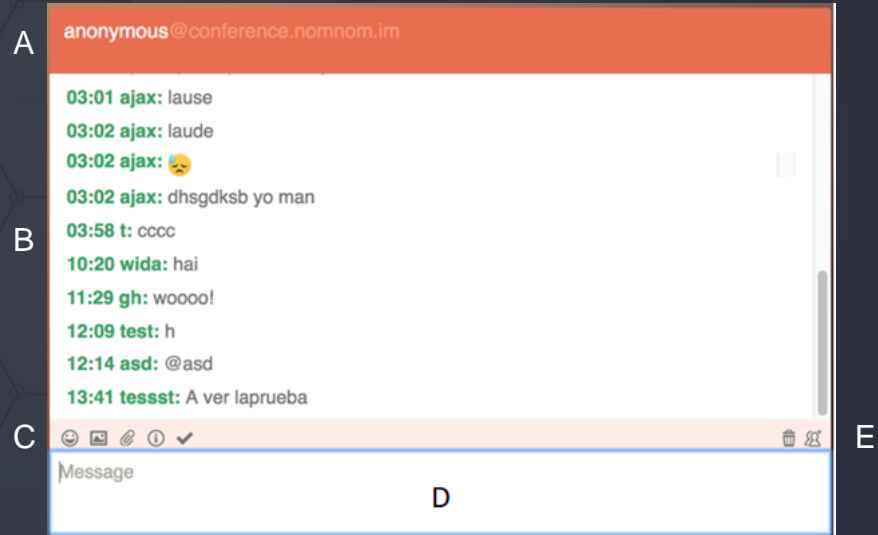 A
anonymous@conference.nomnom.im
03:01 ajax: lause
03:02 ajax: laude
03:02 ajax: 😓
03:02 ajax: dhsgdksb yo man
B
03:58 t: cccc
10:20 wida: hai
11:29 gh: woooo!
12:09 test: h
12:14 asd: @asd
13:41 tessst: A ver laprueba
C
E
Message
D